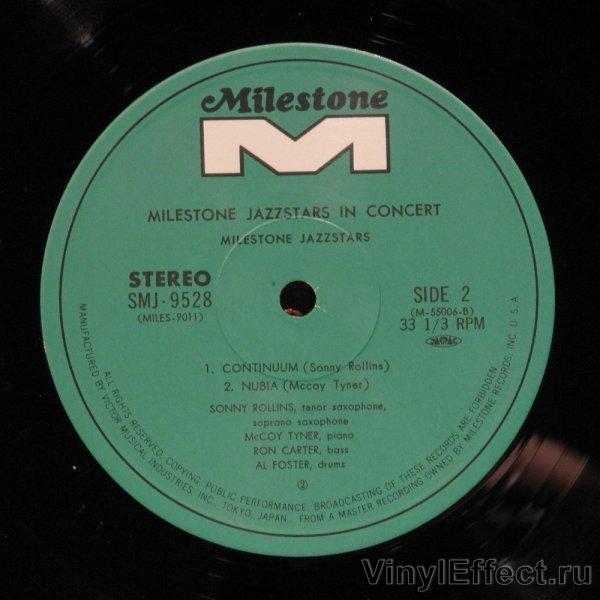 Milestone
M
MILESTONE JAZZSTARS IN CONCERT
MILESTONE JAZZSTARS
STEREO
SMJ-9528
(MILES-9011)
SIDE 2
(M-55006-B)
33 1/3 RPM
1. CONTINUUM (Sonny Rollins)
2. NUBIA (Mccoy Tyner)
SONNY ROLLINS, tenor saxophone,
soprano saxophone
McCOY TYNER, piano
RON CARTER, bass
AL FOSTER, drums
②
ALL RIGHTS RESERVED. COPYING, PUBLIC PERFORMANCE, BROADCASTING OF THESE RECORDS ARE FORBIDDEN
MANUFACTURED BY VICTOR MUSICAL INDUSTRIES, INC. TOKYO, JAPAN. FROM A MASTER RECORDING OWNED BY MILESTONE RECORDS, INC. U.S.A.
VinylEffect.ru